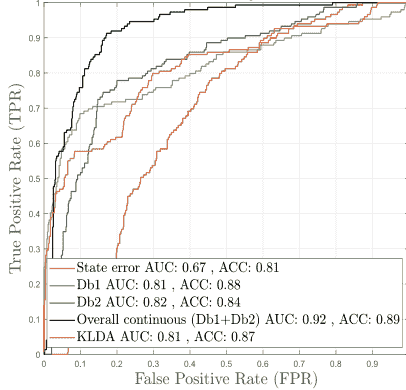 1
0.9
0.8
0.7
0.6
0.5
0.4
0.3
0.2
0.1
0
True Positive Rate (TPR)
State error AUC: 0.67 , ACC: 0.81
Db1 AUC: 0.81 , ACC: 0.88
Db2 AUC: 0.82 , ACC: 0.84
Overall continuous (Db1+Db2) AUC: 0.92 , ACC: 0.89
KLDA AUC: 0.81 , ACC: 0.87
0 0.1 0.2 0.3 0.4 0.5 0.6 0.7 0.8 0.9
False Positive Rate (FPR)